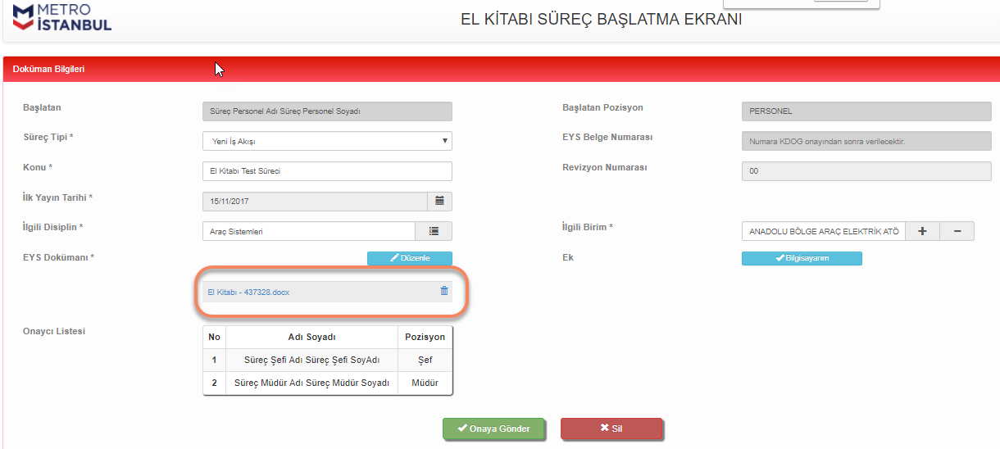 METRO
İSTANBUL
EL KİTABI SÜREÇ BAŞLATMA EKRANI
Doküman Bilgileri
Başlatan
Süreç Personel Adı Süreç Personel Soyadı
Başlatan Pozisyon
PERSONEL
Süreç Tipi *
Yeni İş Akışı
EYS Belge Numarası
Numara KDOG onayından sonra verilecektir.
Konu *
El Kitabı Test Süreci
Revizyon Numarası
00
İlk Yayın Tarihi *
15/11/2017
İlgili Disiplin *
Araç Sistemleri
İlgili Birim *
ANADOLU BÖLGE ARAÇ ELEKTRİK ATÖ
EYS Dokümanı *
Düzenle
Ek
Bilgisayarım
El Kitabı - 437328.docx
Onaycı Listesi
No Adı Soyadı Pozisyon
1 Süreç Şefi Adı Süreç Şefi SoyAdı Şef
2 Süreç Müdür Adı Süreç Müdür Soyadı Müdür
Onaya Gönder
Sil